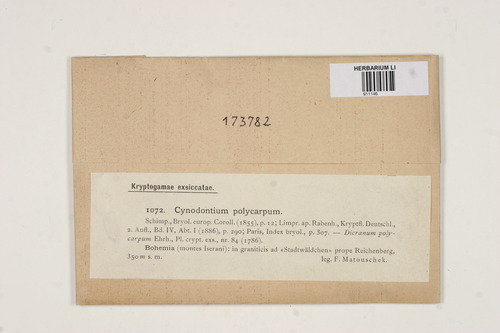 HERBARIUM LI
911146
173782
Kryptogamae exsiccatae.
1072. Cynodontium polycarpum.
Schimp., Bryol. europ. Coroll. (1855), p. 12; Limpr. ap. Rabenh., Kryptfl. Deutschl.,
2. Aufl., Bd. IV, Abt. I (1886), p. 290; Paris, Index bryol., p. 307. — Dicranum poly-
carpum Ehrh., Pl. crypt. exs., nr. 84 (1786).
Bohemia (montes Iserani): in graniticis ad «Stadtwäldchen» prope Reichenberg,
350 m s. m. leg. F. Matouschek.